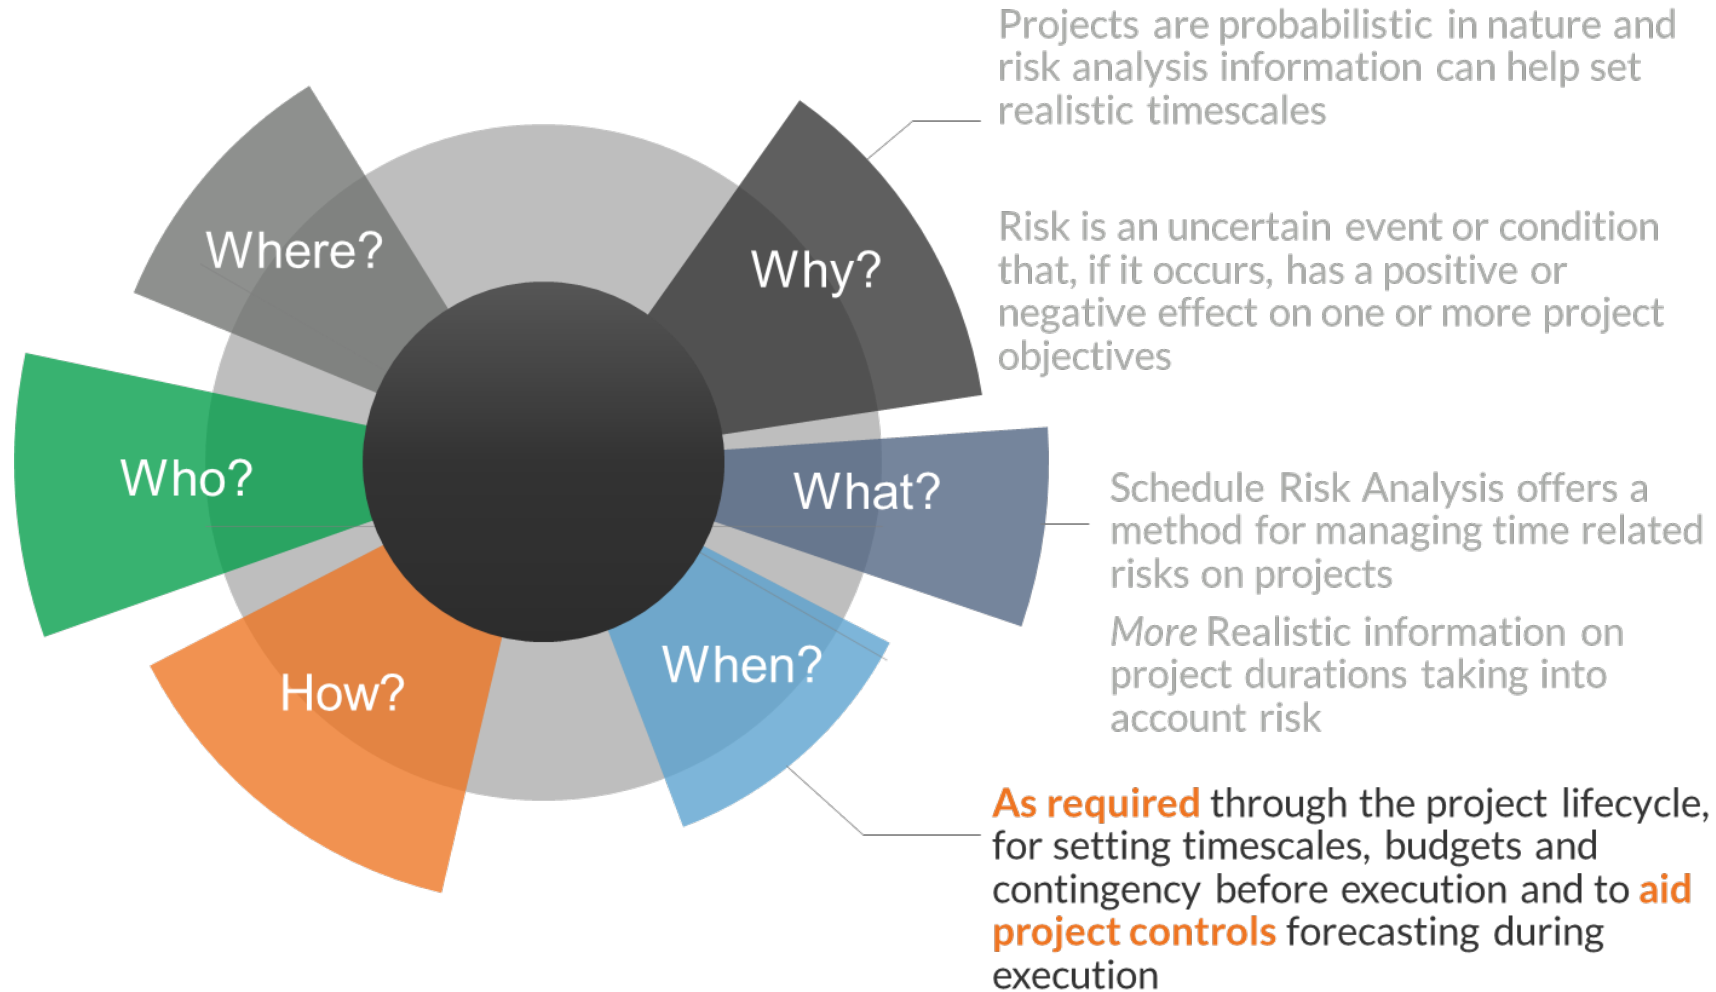 Projects are probabilistic in nature and
risk analysis information can help set
realistic timescales
Where?
Why?
Risk is an uncertain event or condition
that, if it occurs, has a positive or
negative effect on one or more project
objectives
Who?
What?
Schedule Risk Analysis offers a
method for managing time related
risks on projects
More Realistic information on
project durations taking into
account risk
How?
When?
As required through the project lifecycle,
for setting timescales, budgets and
contingency before execution and to aid
project controls forecasting during
execution